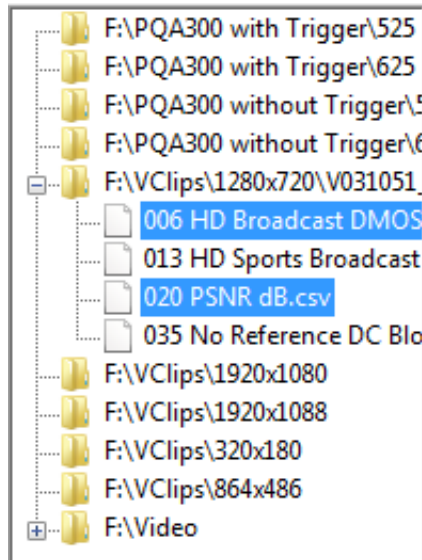 F:\PQA300 with Trigger\525
F:\PQA300 with Trigger\625
F:\PQA300 without Trigger\5
F:\PQA300 without Trigger\6
F:\VClips\1280x720\V031051_
006 HD Broadcast DMOS
013 HD Sports Broadcast
020 PSNR dB.csv
035 No Reference DC Blo
F:\VClips\1920x1080
F:\VClips\1920x1088
F:\VClips\320x180
F:\VClips\864x486
F:\Video